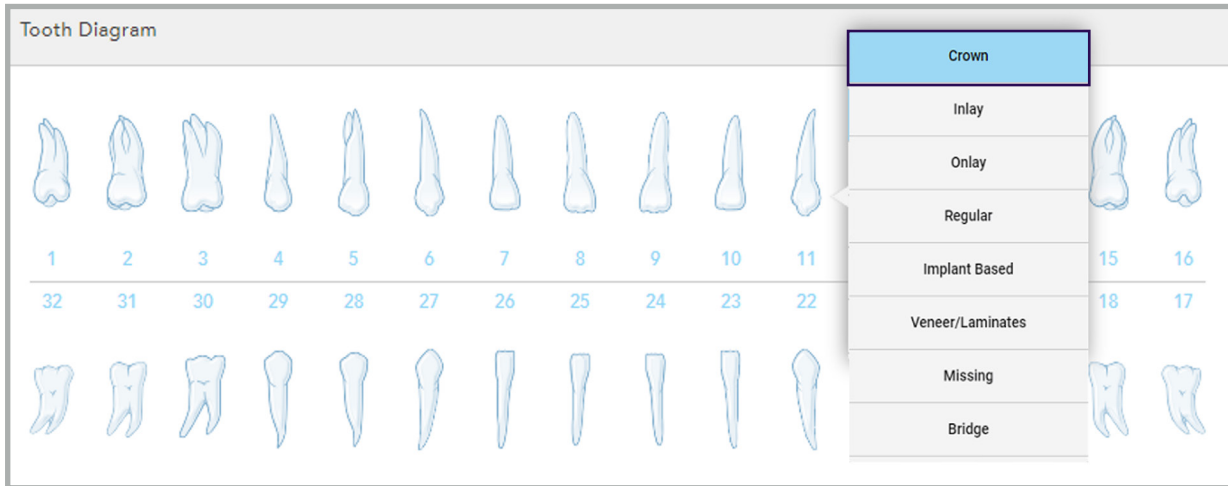 Tooth Diagram
Crown
Inlay
Onlay
Regular
Implant Based
Veneer/Laminates
Missing
Bridge
1 2 3 4 5 6 7 8 9 10 11 15 16
32 31 30 29 28 27 26 25 24 23 22 18 17